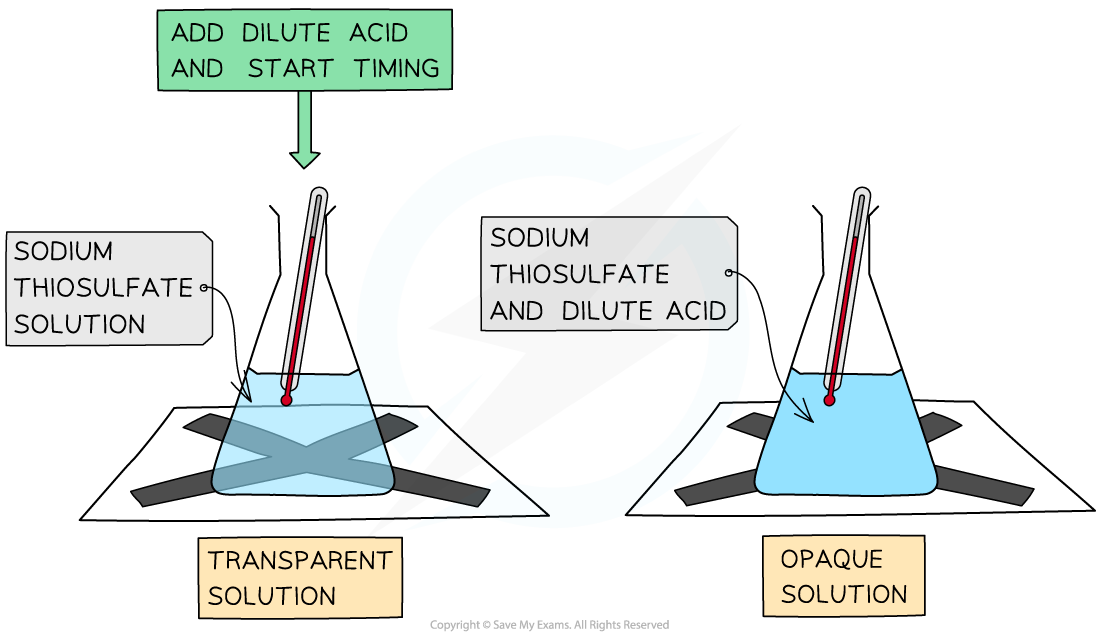 ADD DILUTE ACID
AND START TIMING
SODIUM
THIOSULFATE
SOLUTION
SODIUM
THIOSULFATE
AND DILUTE ACID
TRANSPARENT
SOLUTION
OPAQUE
SOLUTION
Copyright © Save My Exams. All Rights Reserved